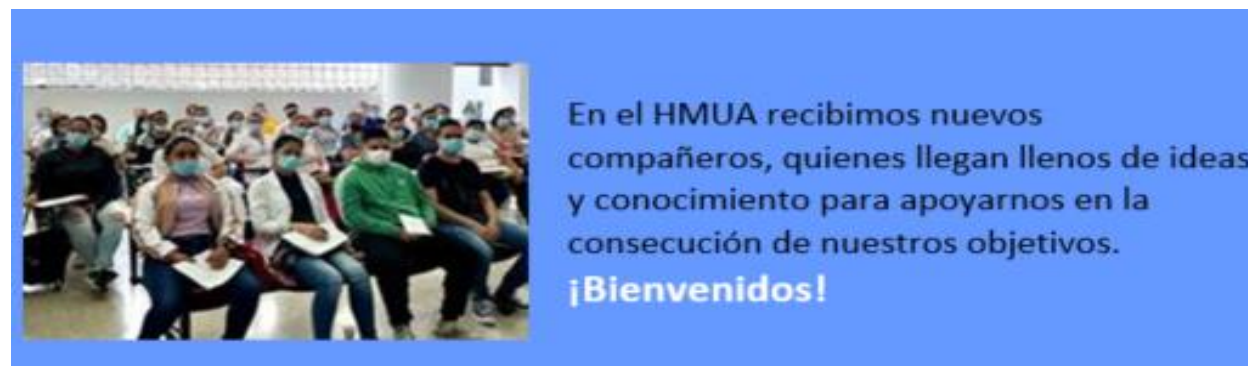 En el HMUA recibimos nuevos
compañeros, quienes llegan llenos de ideas
y conocimiento para apoyarnos en la
consecución de nuestros objetivos.
¡Bienvenidos!